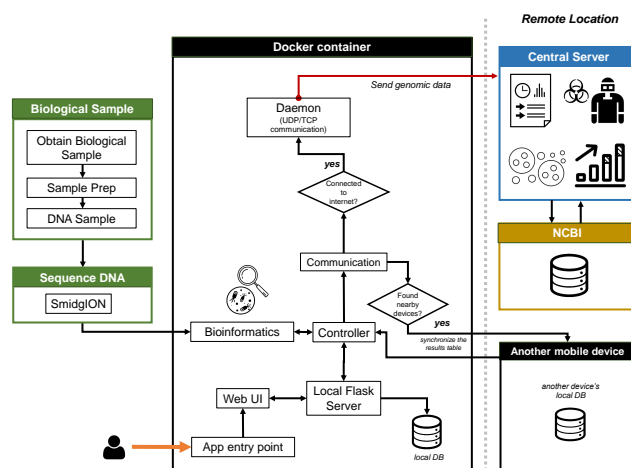 Remote Location
Docker container
Central Server
Send genomic data
Biological Sample
Obtain Biological
Sample
Sample Prep
DNA Sample
Daemon
(UDP/TCP
communication)
yes
Connected
to
internet?
NCBI
Sequence DNA
SmidgION
Communication
Found
nearby
devices?
yes
synchronize the
results table
Bioinformatics
Controller
Another mobile device
another device's
local DB
Web UI
Local Flask
Server
local DB
App entry point